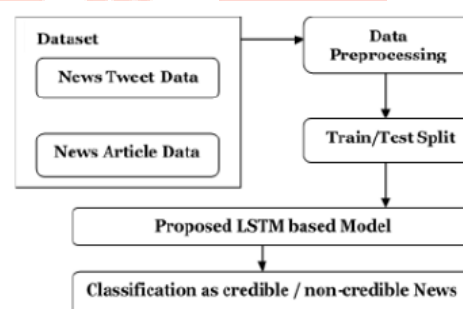 Dataset
News Tweet Data
News Article Data
Data
Preprocessing
Train/Test Split
Proposed LSTM based Model
Classification as credible / non-credible News